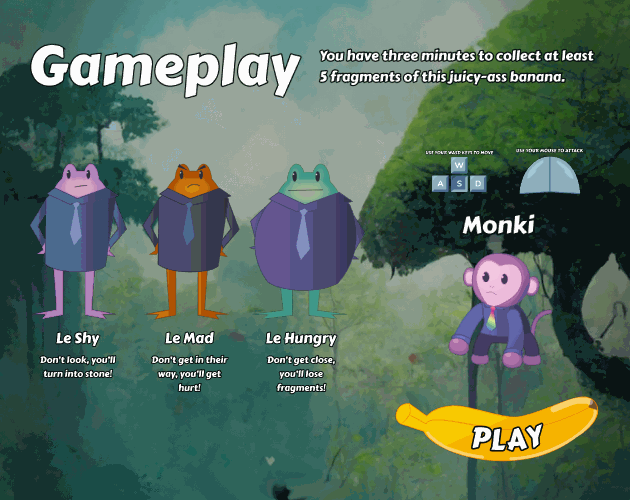 Gameplay
You have three minutes to collect at least
5 fragments of this juicy-ass banana.
USE YOUR WASD KEYS TO MOVE
USE YOUR MOUSE TO ATTACK
W
A S D
Monki
Le Shy
Le Mad
Le Hungry
Don't look, you'll
turn into stone!
Don't get in their
way, you'll get
hurt!
Don't get close,
you'll lose
fragments!
PLAY